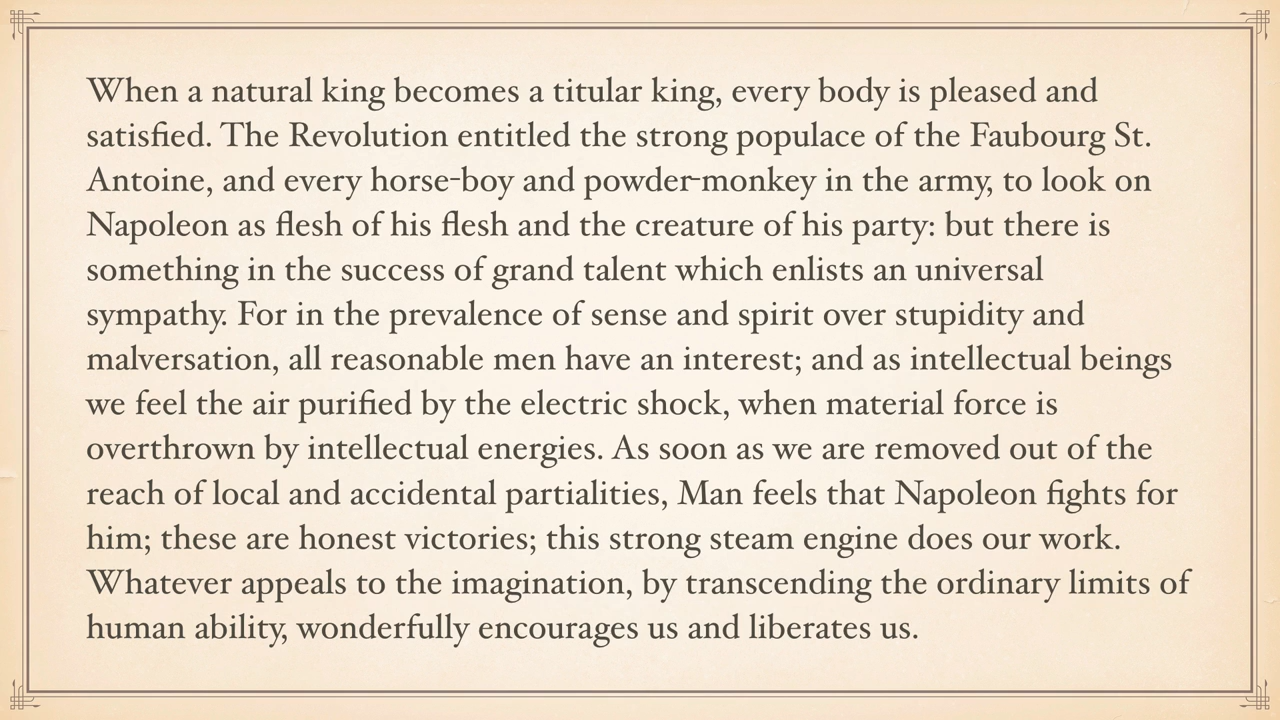 When a natural king becomes a titular king, every body is pleased and
satisfied. The Revolution entitled the strong populace of the Faubourg St.
Antoine, and every horse-boy and powder-monkey in the army, to look on
Napoleon as flesh of his flesh and the creature of his party: but there is
something in the success of grand talent which enlists an universal
sympathy. For in the prevalence of sense and spirit over stupidity and
malversation, all reasonable men have an interest; and as intellectual beings
we feel the air purified by the electric shock, when material force is
overthrown by intellectual energies. As soon as we are removed out of the
reach of local and accidental partialities, Man feels that Napoleon fights for
him; these are honest victories; this strong steam engine does our work.
Whatever appeals to the imagination, by transcending the ordinary limits of
human ability, wonderfully encourages us and liberates us.